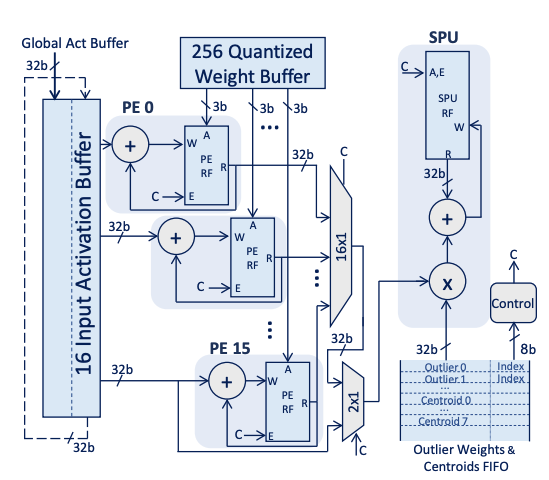 Global Act Buffer
32b
256 Quantized
Weight Buffer
SPU
C
A,E
SPU
RF
W
R
32b
PE 0
3b
3b
3b
...
16 Input Activation Buffer
+
W
A
PE
RF
R
C
E
32b
C
16x1
32b
+
W
A
PE
RF
R
C
E
...
...
+
X
C
Control
8b
32b
PE 15
32b
+
W
A
PE
RF
R
C
E
32b
2x1
C
32b
Outlier 0 Index
Outlier 1 Index
...
Centroid 0
...
Centroid 7
Outlier Weights &
Centroids FIFO